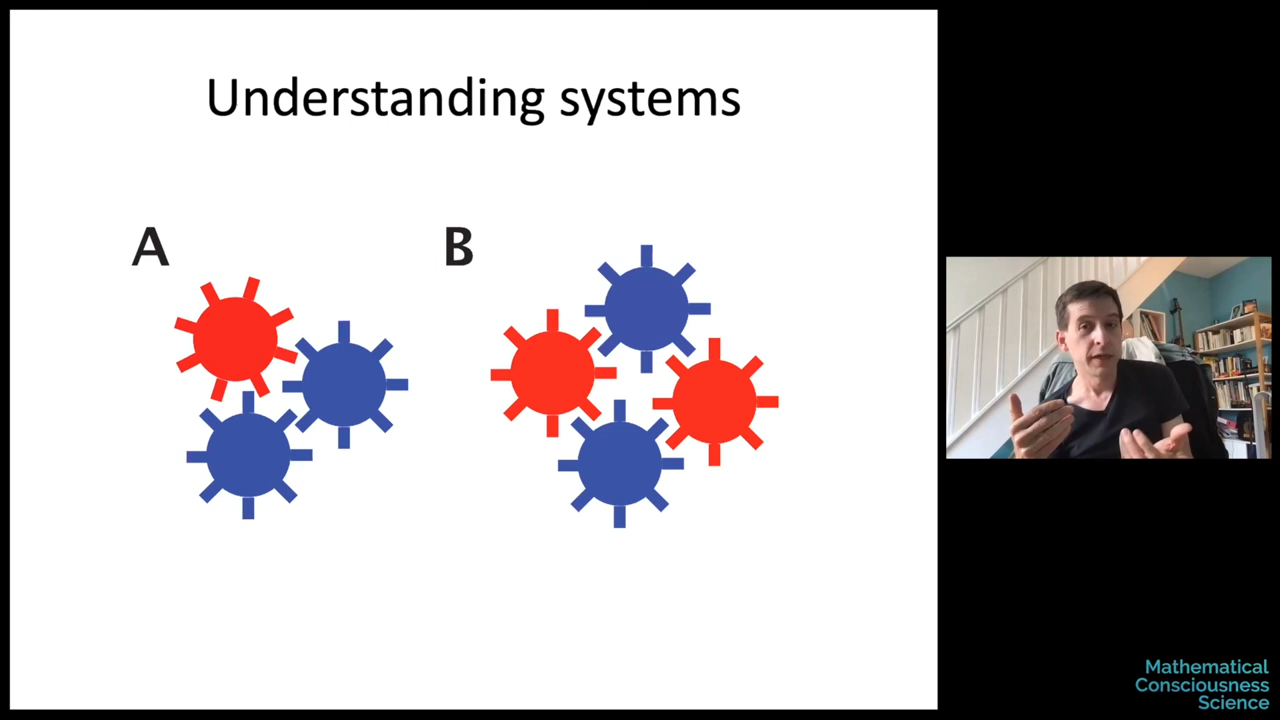 Understanding systems
A
B
Mathematical
Consciousness
Science